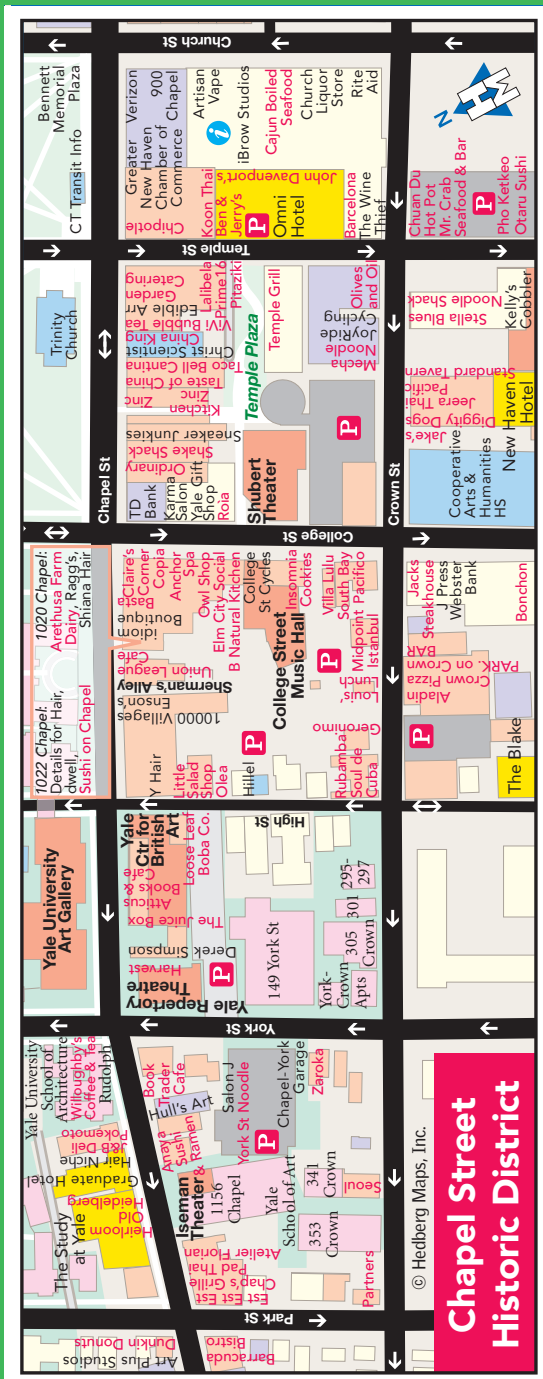 Church St
Bennett
Memorial
Plaza
CT Transit Info
Greater
New Haven
Chamber of
Commerce
Verizon
900
Chapel
Artisan
Vape
iBrow Studios
Cajun Boiled
Seafood
Church
Liquor
Store
Rite
Aid
i
Chipotle
Koon Thai
Ben &
Jerry's
John Davenport's
P
Omni
Hotel
Barcelona
The Wine
Thief
N
Chuan Du
Hot Pot
Mr. Crab
Seafood & Bar
P
Pho Ketkeo
Otaru Sushi
Temple St
Trinity
Church
Chapel St
Catering
Garden
Edible Arr
ViVi Bubble Tea
China King
Christ Scientist
Taco Bell Cantina
Taste of China
Zinc
Zinc
Kitchen
Lalibela
Prime16
Pitaziki
Temple Plaza
Temple Grill
Olives
and Oil
JoyRide
Cycling
Mecha
Noodle
P
Sneaker Junkies
Shake Shack
Ordinary
TD
Bank
Karma
Salon
Yale Gift
Shop
Roia
Shubert
Theater
Crown St
Stella Blues
Noodle Shack
Kelly's
Cobbler
Standard Tavern
Pacific
Jeera Thai
Diggity Dogs
Jake's
New Haven
Hotel
Cooperative
Arts &
Humanities
HS
College St
1020 Chapel:
Arethusa Farm
Dairy, Ragg's,
Shiana Hair
1022 Chapel:
Details for Hair,
dwell,
Sushi on Chapel
Claire's
Corner
Copia
Anchor
Spa
Basta
idiom
Boutique
Owl Shop
Elm City Social
B Natural Kitchen
College
St Cycles
Insomnia
Cookies
Villa Lulu
South Bay
Pacifico
Midpoint
Istanbul
Union League
Cafe
Sherman's Alley
College Street
Music Hall
P
Louis'
Lunch
Enson's
10000
Villages
Y Hair
Little
Salad
Shop
Olea
P
Hillel
Geronimo
Rubamba
Soul de
Cuba
Jacks
Steakhouse
J Press
Webster
Bank
Bonchon
BAR
PARK. on Crown
Crown Pizza
Aladin
P
The Blake
High St
Yale University
Art Gallery
Yale
Ctr for
British
Art
Atticus
Books &
Cafe
Loose Leaf
Boba Co.
The Juice Box
Derek Simpson
Harvest
Yale Repertory
Theatre
P
149 York St
295-
297
301
305
Crown
York-
Crown
Apts
York St
Yale University
School of
Architecture
Willoughby's
Coffee & Tea
Rudolph
Pokemoto
J&B Deli
Hair Niche
Graduate Hotel
Old
Heidelberg
Heirloom
The Study
at Yale
Book
Trader
Cafe
Hull's Art
Anaya
Sushi
& Ramen
Salon J
York St Noodle
P
Chapel-York
Garage
Zaroka
Iseman
Theater
1156
Chapel
Yale
School of Art
341
Crown
353
Crown
Seoul
Atelier Florian
Pad Thai
Chap's Grille
Est Est Est
Partners
Park St
Dunkin Donuts
Art Plus Studios
Barracuda
Bistro
© Hedberg Maps, Inc.
Chapel Street
Historic District